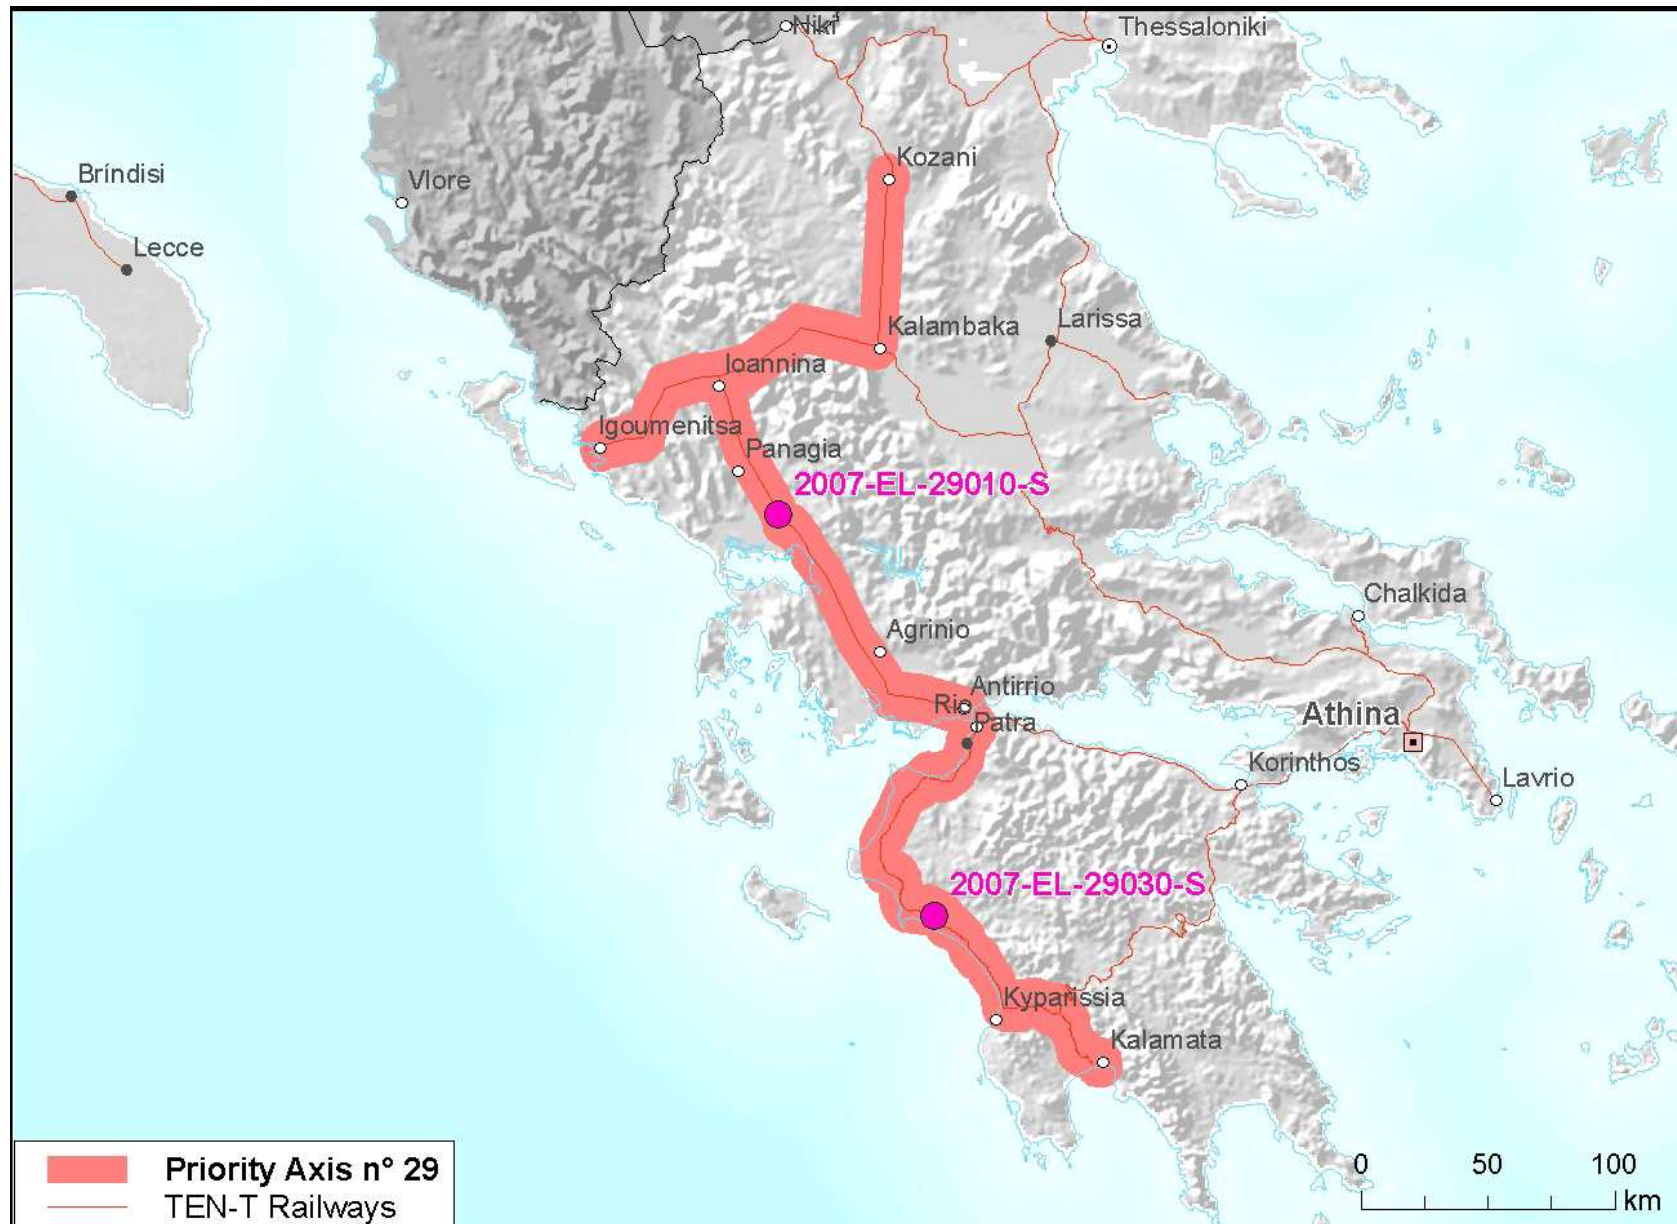 Niki
Thessaloniki
Kozani
Bríndisi
Vlore
Lecce
Kalambaka
Larissa
Ioannina
Igoumenitsa
Panagia
2007-EL-29010-S
Chalkida
Agrinio
Antirrio
Rio
Patra
Athina
Korinthos
Lavrio
2007-EL-29030-S
Kyparissia
Kalamata
Priority Axis n° 29
TEN-T Railways
0 50 100
km